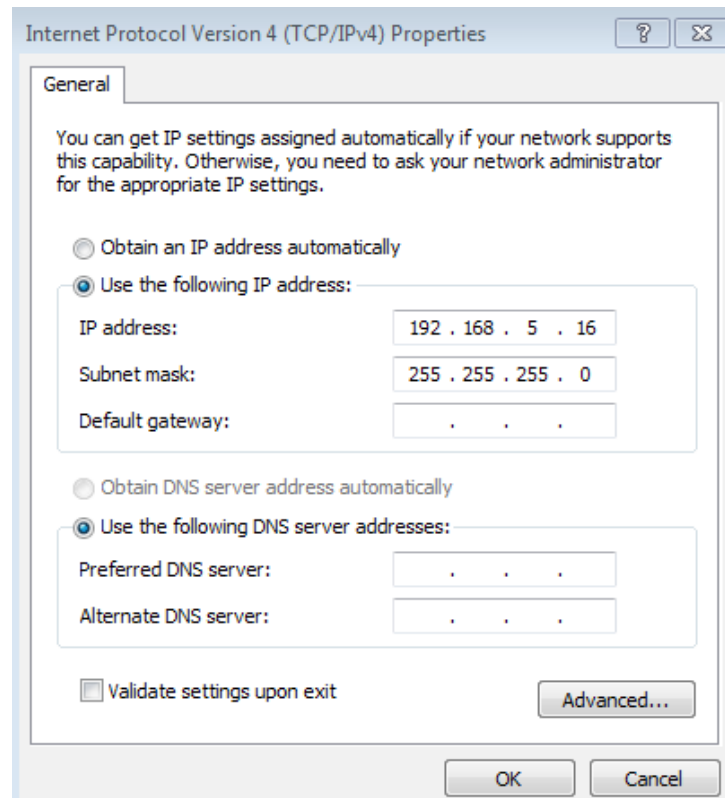 Internet Protocol Version 4 (TCP/IPv4) Properties
General
You can get IP settings assigned automatically if your network supports
this capability. Otherwise, you need to ask your network administrator
for the appropriate IP settings.
Obtain an IP address automatically
Use the following IP address:
IP address: 192 . 168 . 5 . 16
Subnet mask: 255 . 255 . 255 . 0
Default gateway: . . .
Obtain DNS server address automatically
Use the following DNS server addresses:
Preferred DNS server: . . .
Alternate DNS server: . . .
Validate settings upon exit
Advanced...
OK Cancel